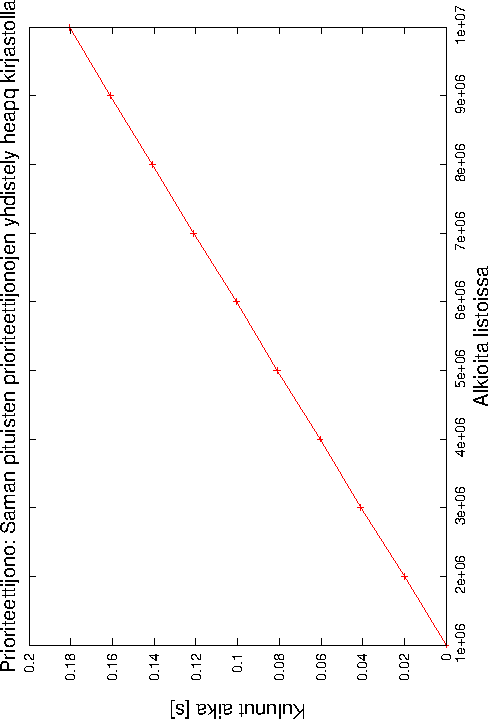 Prioriteettijono: Saman pituisten prioriteettijonojen yhdistely heapq kirjastolla
Kulunut aika [s]
0.2
0.18
0.16
0.14
0.12
0.1
0.08
0.06
0.04
0.02
0
1e+06
2e+06
3e+06
4e+06
5e+06
6e+06
7e+06
8e+06
9e+06
1e+07
Alkioita listoissa